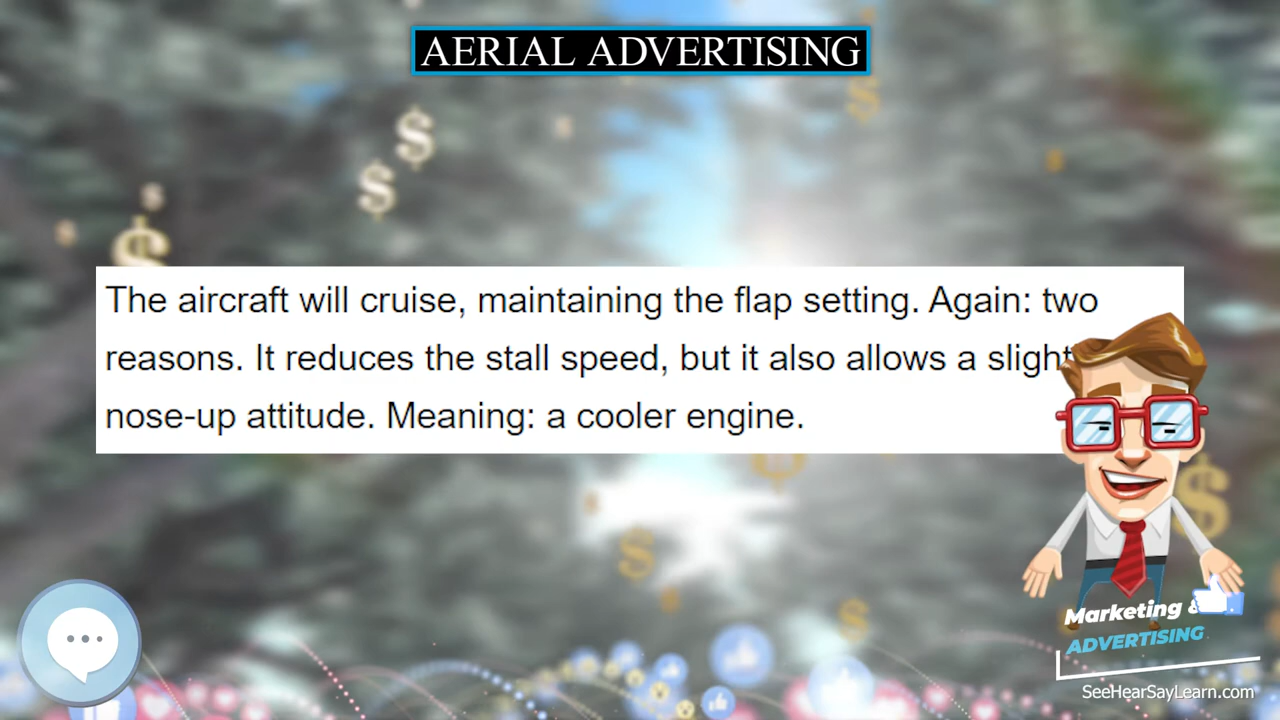 AERIAL ADVERTISING
The aircraft will cruise, maintaining the flap setting. Again: two
reasons. It reduces the stall speed, but it also allows a slight
nose-up attitude. Meaning: a cooler engine.
Marketing &
ADVERTISING
SeeHearSayLearn.com